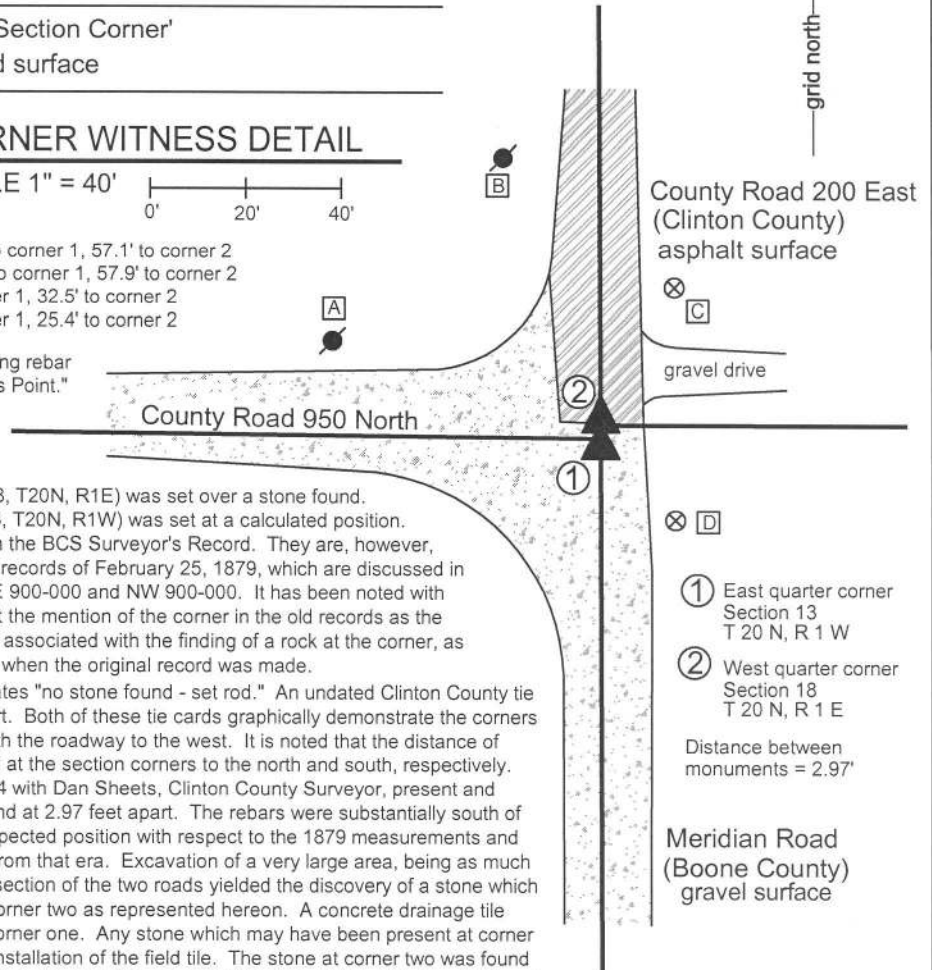 Section Corner'
d surface
RNER WITNESS DETAIL
LE 1" = 40'
0' 20' 40'
corner 1, 57.1' to corner 2
o corner 1, 57.9' to corner 2
er 1, 32.5' to corner 2
er 1, 25.4' to corner 2
ng rebar
s Point."
grid north
B
County Road 200 East
(Clinton County)
asphalt surface
A
C
gravel drive
2
County Road 950 North
1
D
3, T20N, R1E) was set over a stone found.
, T20N, R1W) was set at a calculated position.
n the BCS Surveyor's Record. They are, however,
records of February 25, 1879, which are discussed in
E 900-000 and NW 900-000. It has been noted with
t the mention of the corner in the old records as the
associated with the finding of a rock at the corner, as
when the original record was made.
ates "no stone found - set rod." An undated Clinton County tie
rt. Both of these tie cards graphically demonstrate the corners
th the roadway to the west. It is noted that the distance of
at the section corners to the north and south, respectively.
4 with Dan Sheets, Clinton County Surveyor, present and
nd at 2.97 feet apart. The rebars were substantially south of
pected position with respect to the 1879 measurements and
from that era. Excavation of a very large area, being as much
section of the two roads yielded the discovery of a stone which
orner two as represented hereon. A concrete drainage tile
orner one. Any stone which may have been present at corner
nstallation of the field tile. The stone at corner two was found
1 East quarter corner
Section 13
T 20 N, R 1 W
2 West quarter corner
Section 18
T 20 N, R 1 E
Distance between
monuments = 2.97'
Meridian Road
(Boone County)
gravel surface